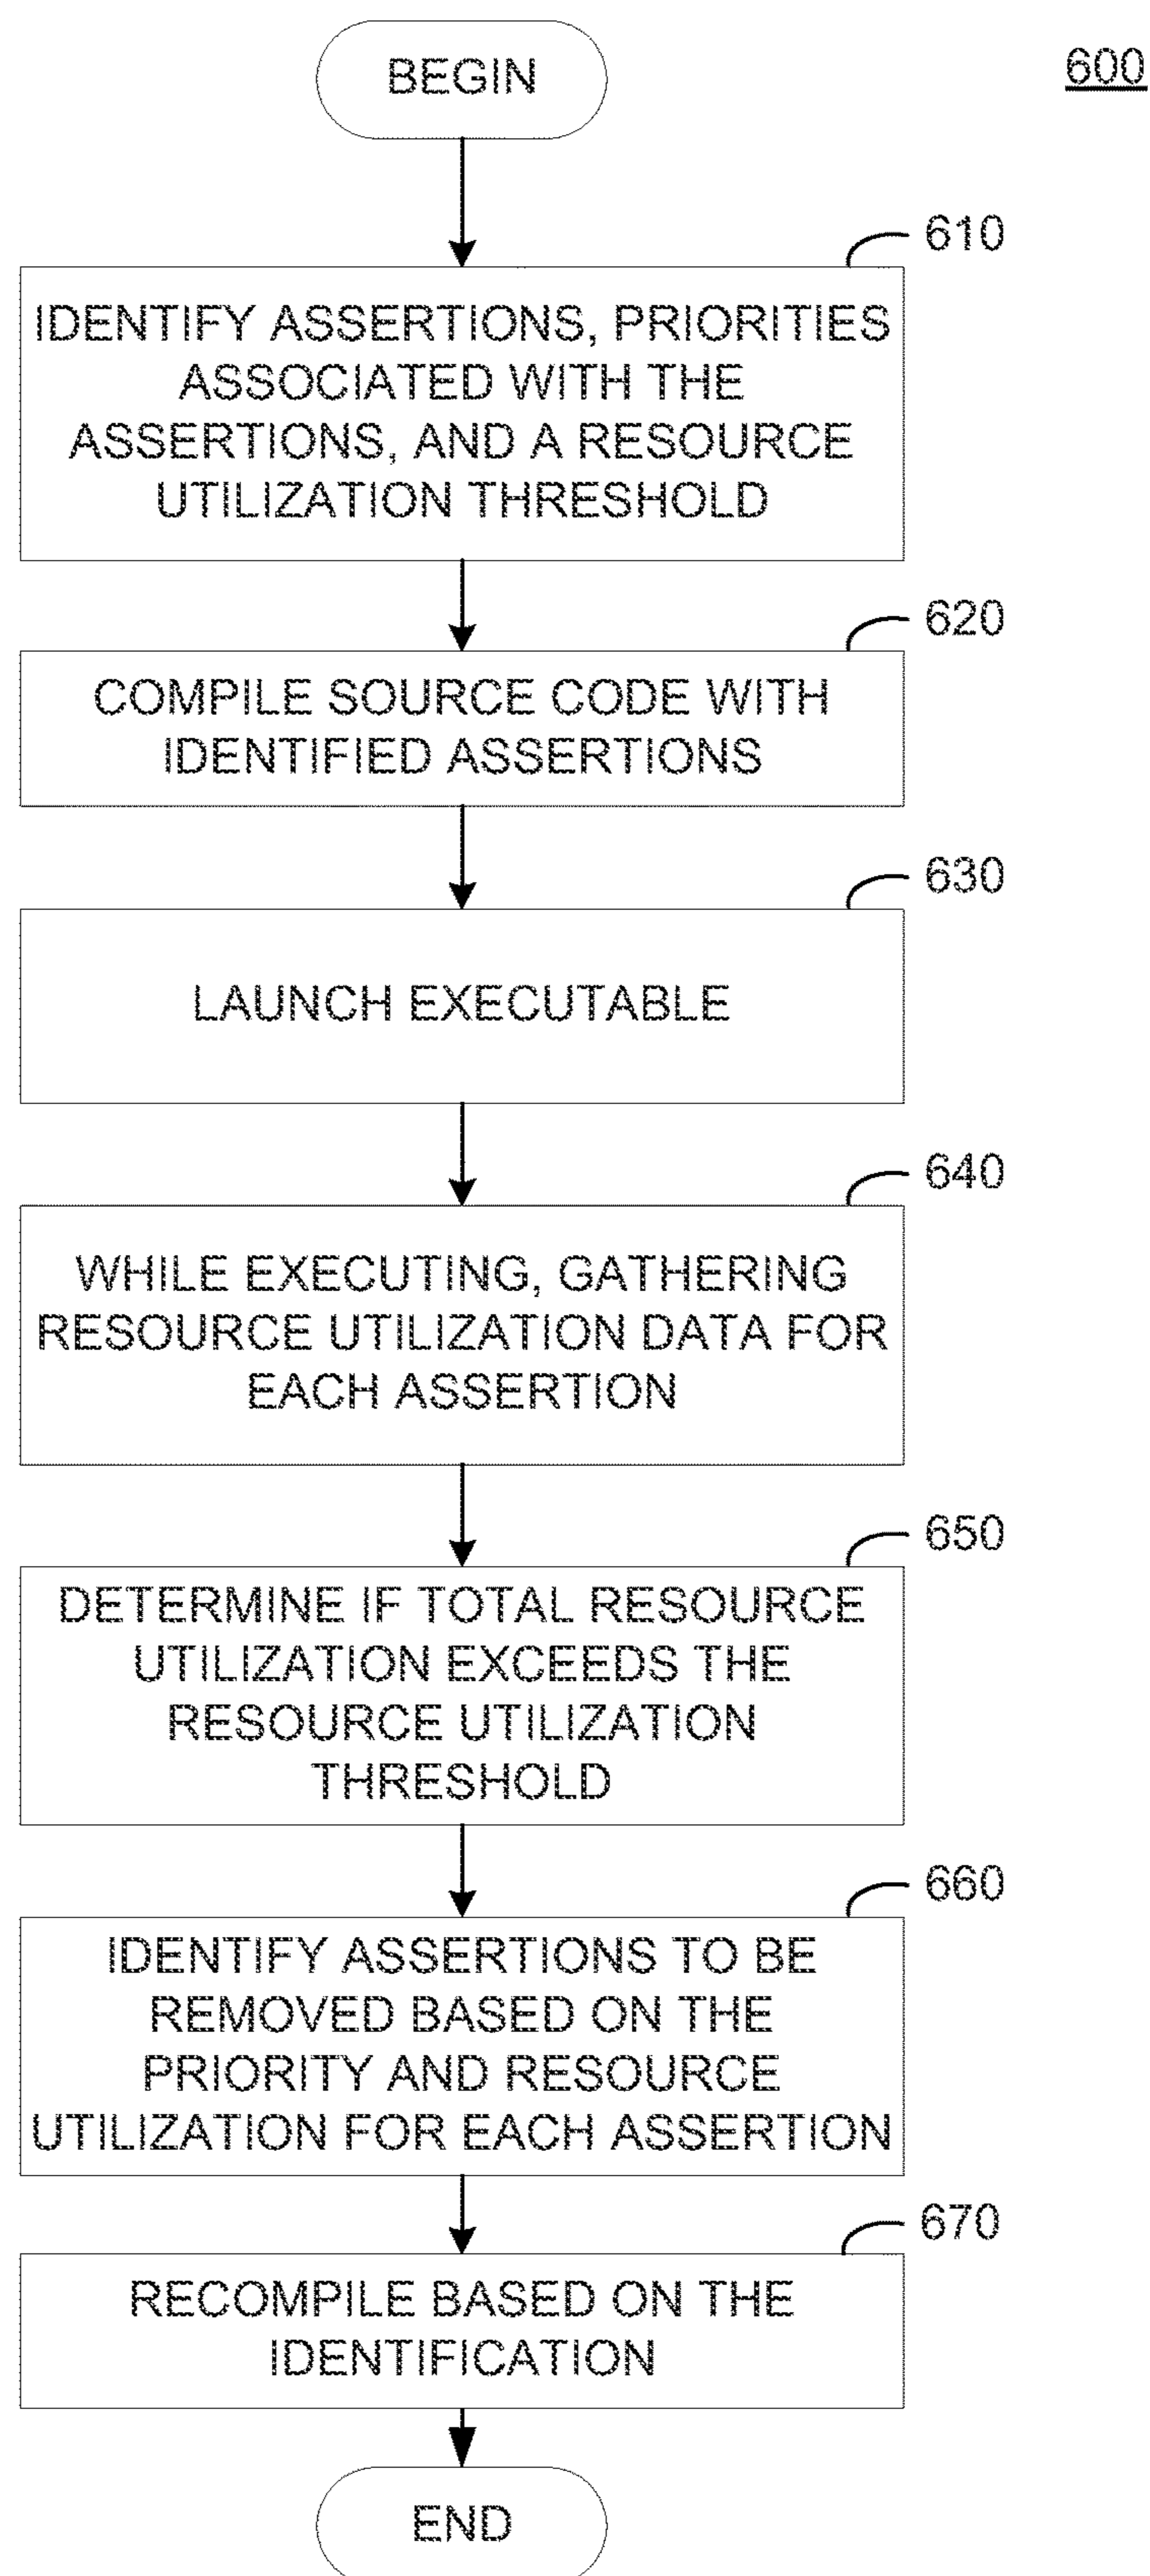 BEGIN
600
610
IDENTIFY ASSERTIONS, PRIORITIES
ASSOCIATED WITH THE
ASSERTIONS, AND A RESOURCE
UTILIZATION THRESHOLD
620
COMPILE SOURCE CODE WITH
IDENTIFIED ASSERTIONS
630
LAUNCH EXECUTABLE
640
WHILE EXECUTING, GATHERING
RESOURCE UTILIZATION DATA FOR
EACH ASSERTION
650
DETERMINE IF TOTAL RESOURCE
UTILIZATION EXCEEDS THE
RESOURCE UTILIZATION
THRESHOLD
660
IDENTIFY ASSERTIONS TO BE
REMOVED BASED ON THE
PRIORITY AND RESOURCE
UTILIZATION FOR EACH ASSERTION
670
RECOMPILE BASED ON THE
IDENTIFICATION
END